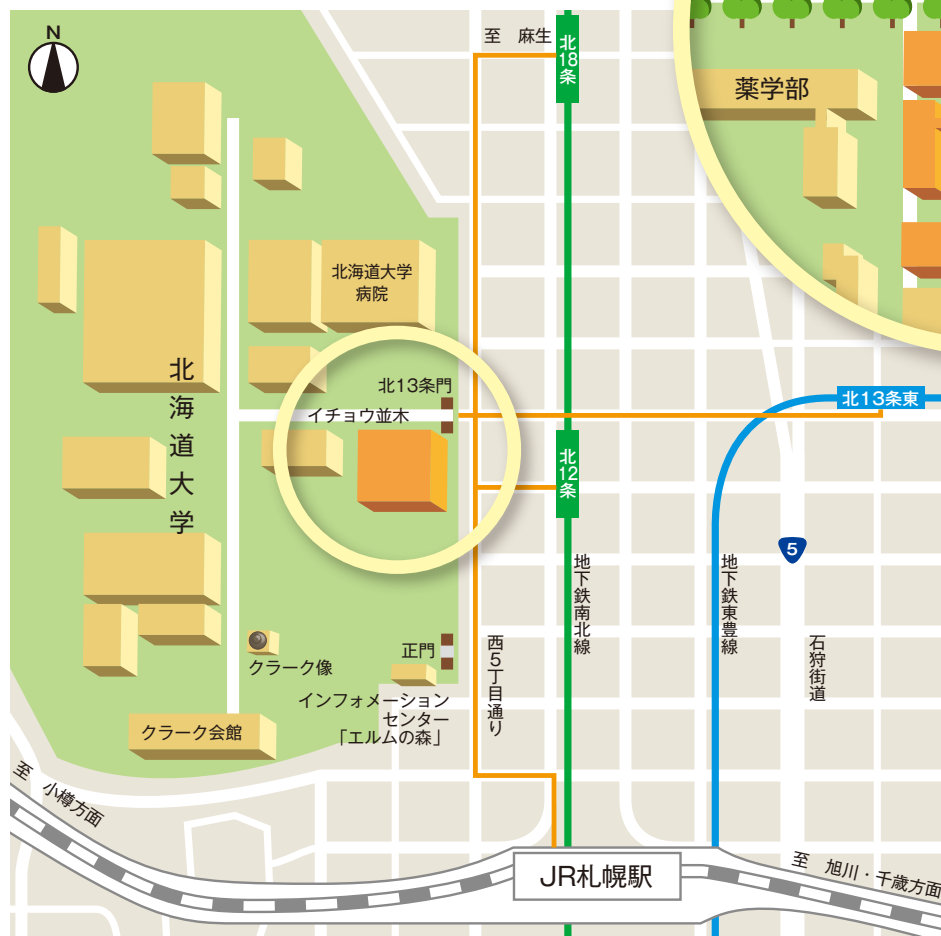 N
至 麻生
北18条
薬学部
北海道大学
病院
北13条門
イチョウ並木
北13条東
北12条
北海道大学
5
地下鉄南北線
地下鉄東豊線
石狩街道
西5丁目通り
正門
クラーク像
インフォメーション
センター
「エルムの森」
クラーク会館
至 小樽方面
JR札幌駅
至 旭川・千歳方面